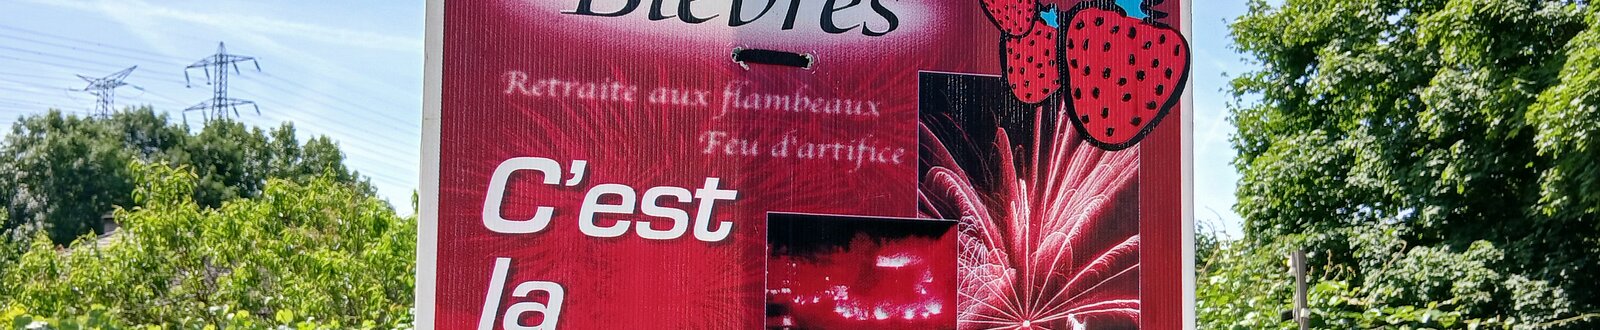 Bièvres
Retraite aux flambeaux
Feu d'artifice
C'est
la